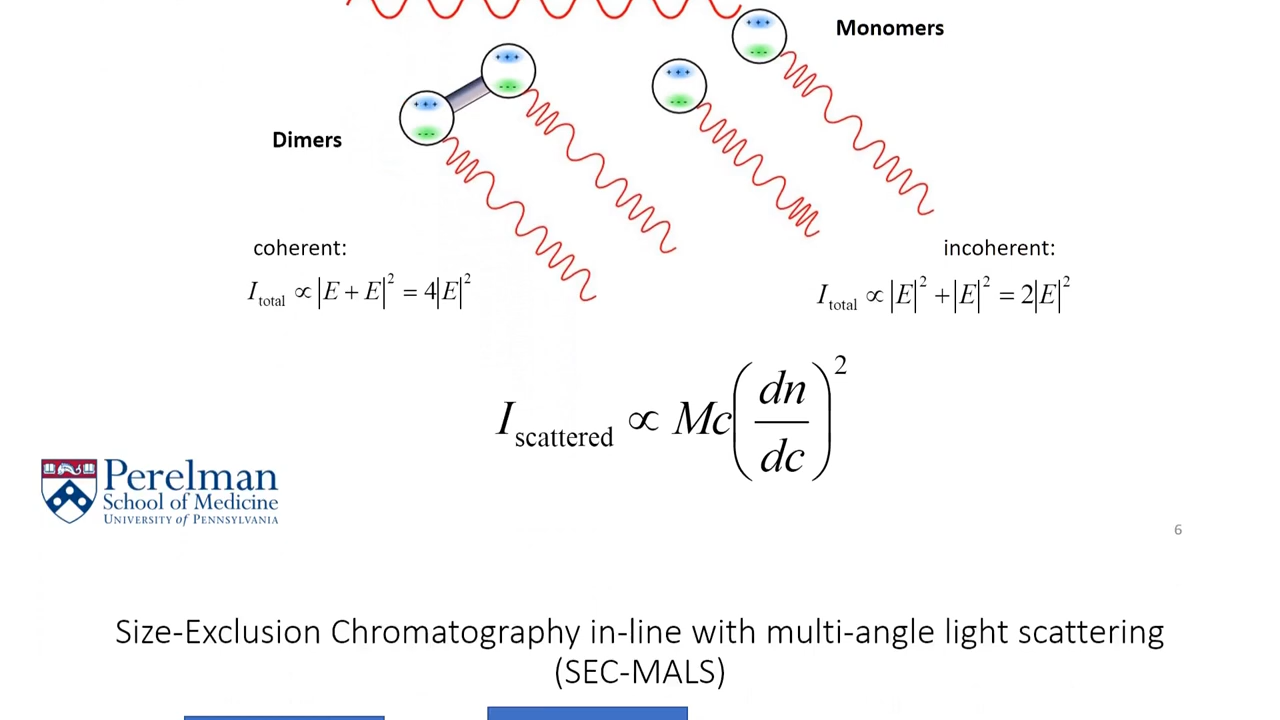 Monomers
Dimers
coherent:
incoherent:
I_total ∝ |E + E|² = 4|E|²
I_total ∝ |E|² + |E|² = 2|E|²
I_scattered ∝ Mc(dn/dc)²
Perelman
School of Medicine
University of Pennsylvania
6
Size-Exclusion Chromatography in-line with multi-angle light scattering
(SEC-MALS)